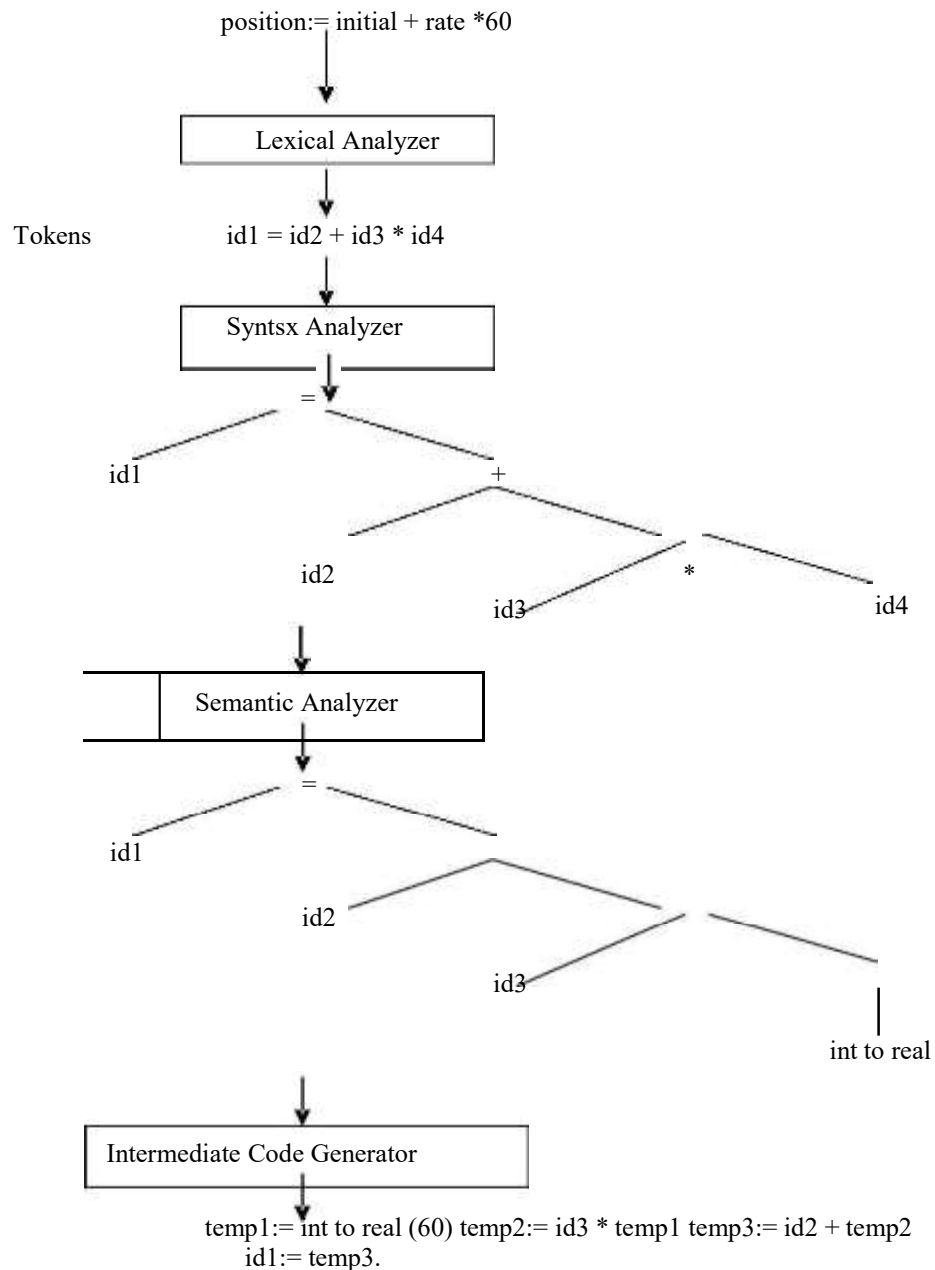 position:= initial + rate *60
Lexical Analyzer
Tokens id1 = id2 + id3 * id4
Syntsx Analyzer
=
id1 +
id2 *
id3 id4
Semantic Analyzer
=
id1
id2
id3
int to real
Intermediate Code Generator
temp1:= int to real (60) temp2:= id3 * temp1 temp3:= id2 + temp2
id1:= temp3.